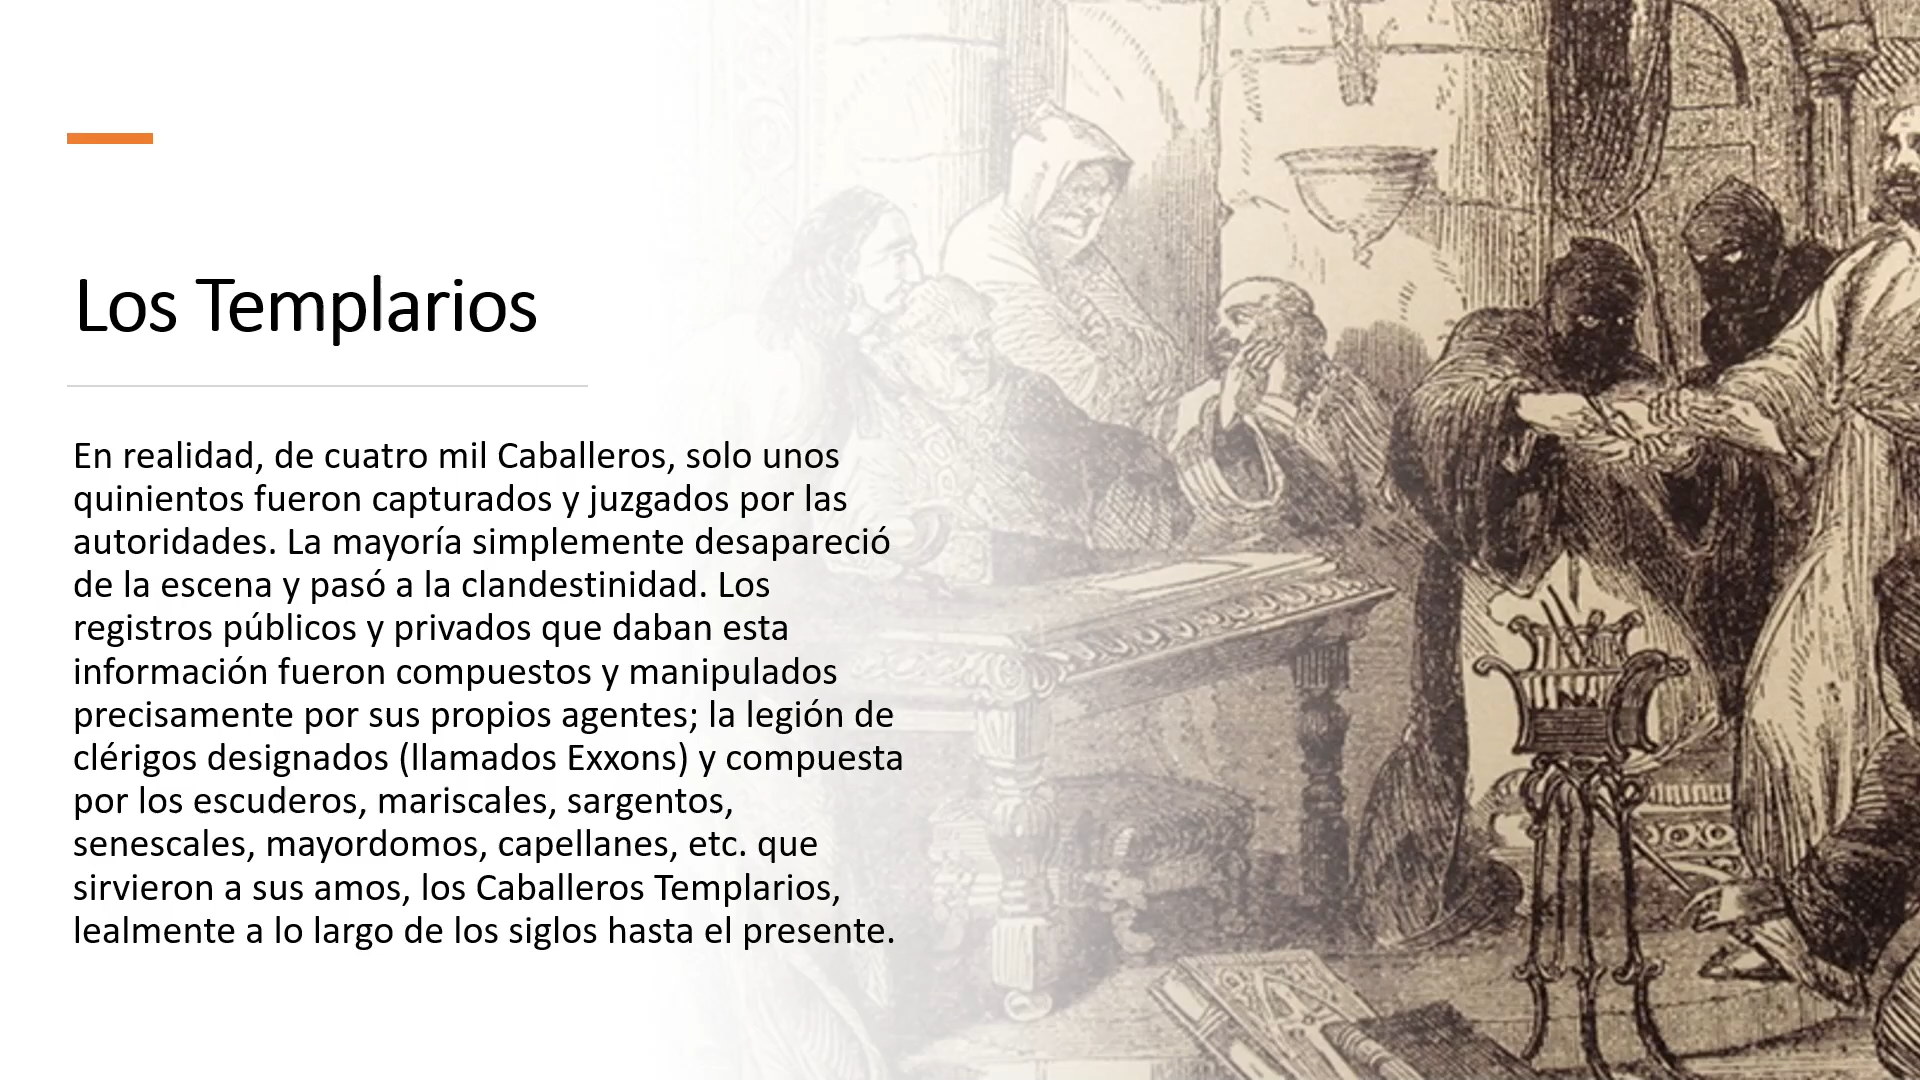 Los Templarios
En realidad, de cuatro mil Caballeros, solo unos
quinientos fueron capturados y juzgados por las
autoridades. La mayoría simplemente desapareció
de la escena y pasó a la clandestinidad. Los
registros públicos y privados que daban esta
información fueron compuestos y manipulados
precisamente por sus propios agentes; la legión de
clérigos designados (llamados Exxons) y compuesta
por los escuderos, mariscales, sargentos,
senescales, mayordomos, capellanes, etc. que
sirvieron a sus amos, los Caballeros Templarios,
lealmente a lo largo de los siglos hasta el presente.